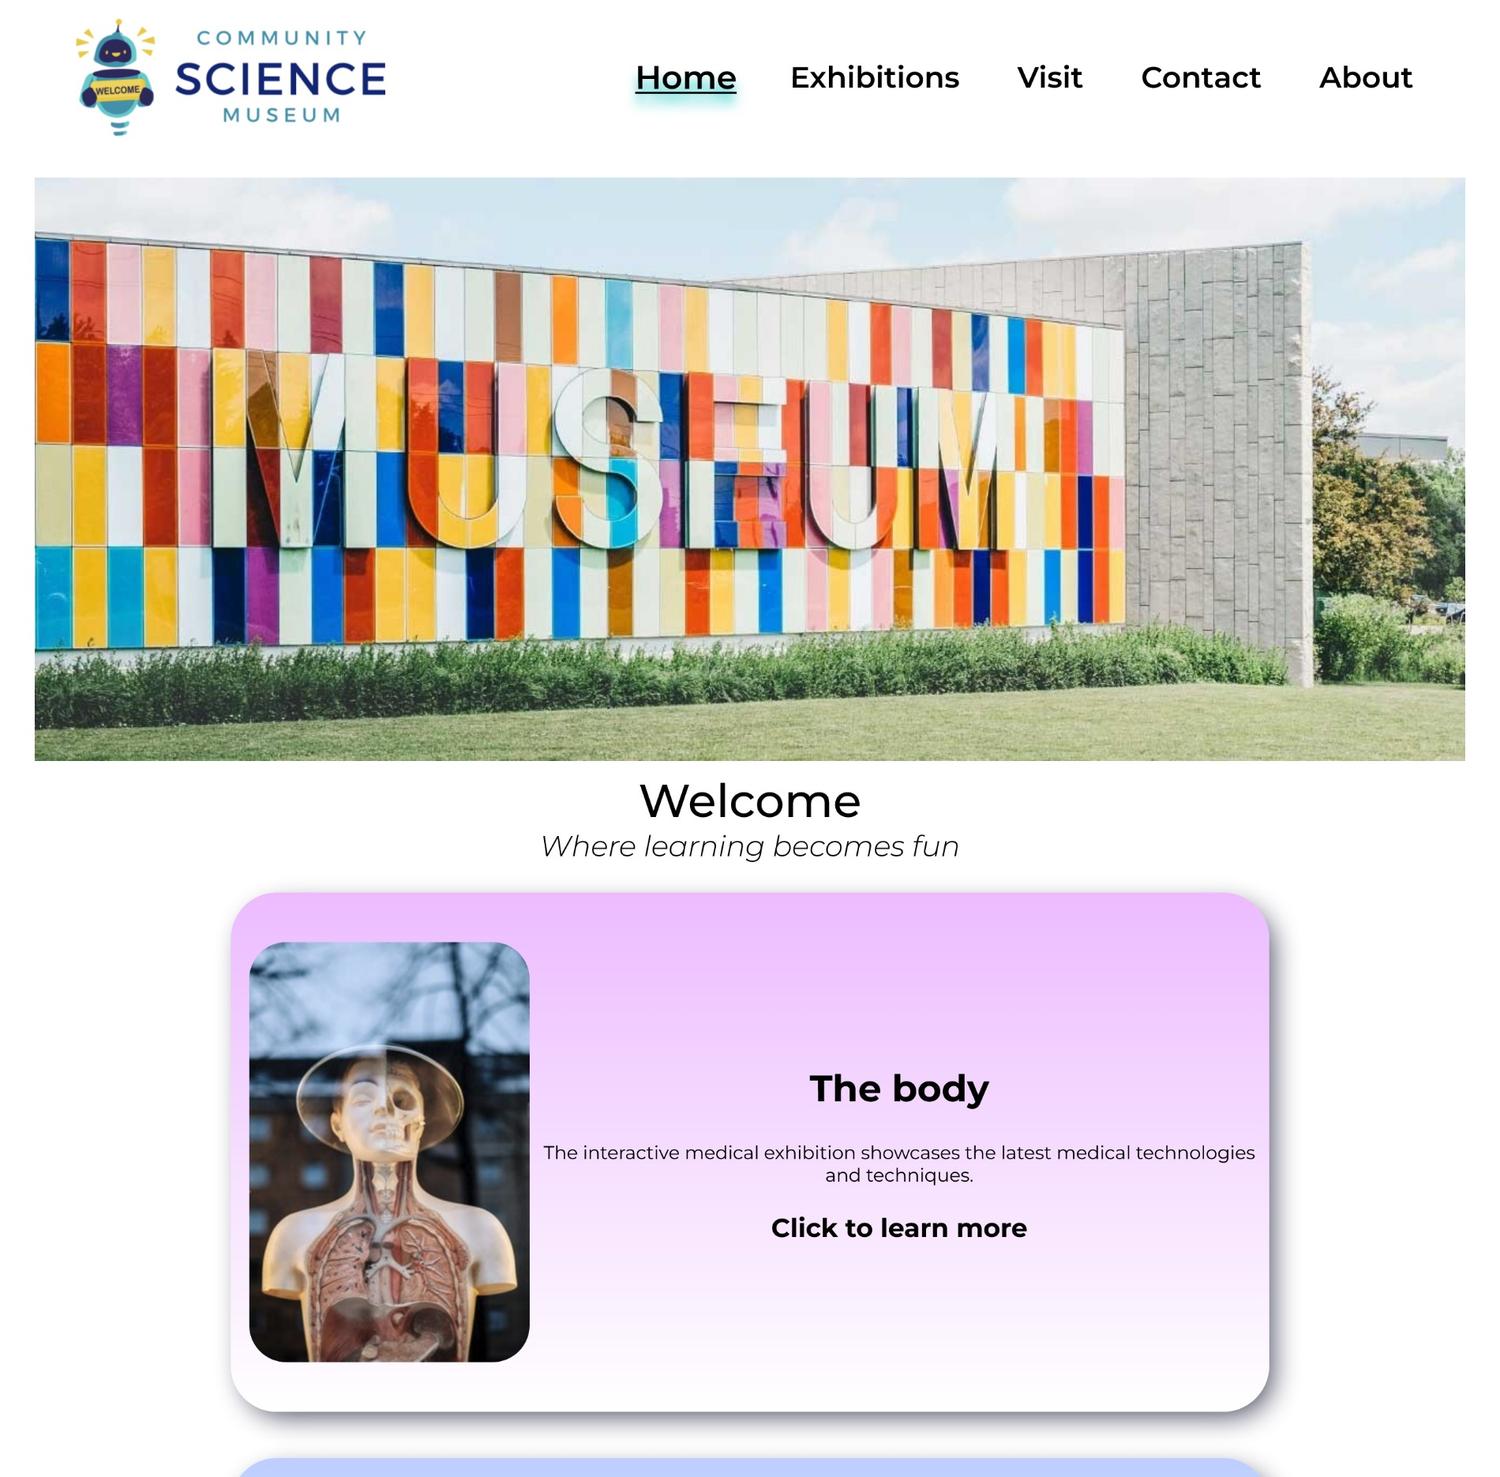 COMMUNITY
SCIENCE
MUSEUM
WELCOME
Home Exhibitions Visit Contact About
MUSEUM
Welcome
Where learning becomes fun
The body
The interactive medical exhibition showcases the latest medical technologies
and techniques.
Click to learn more